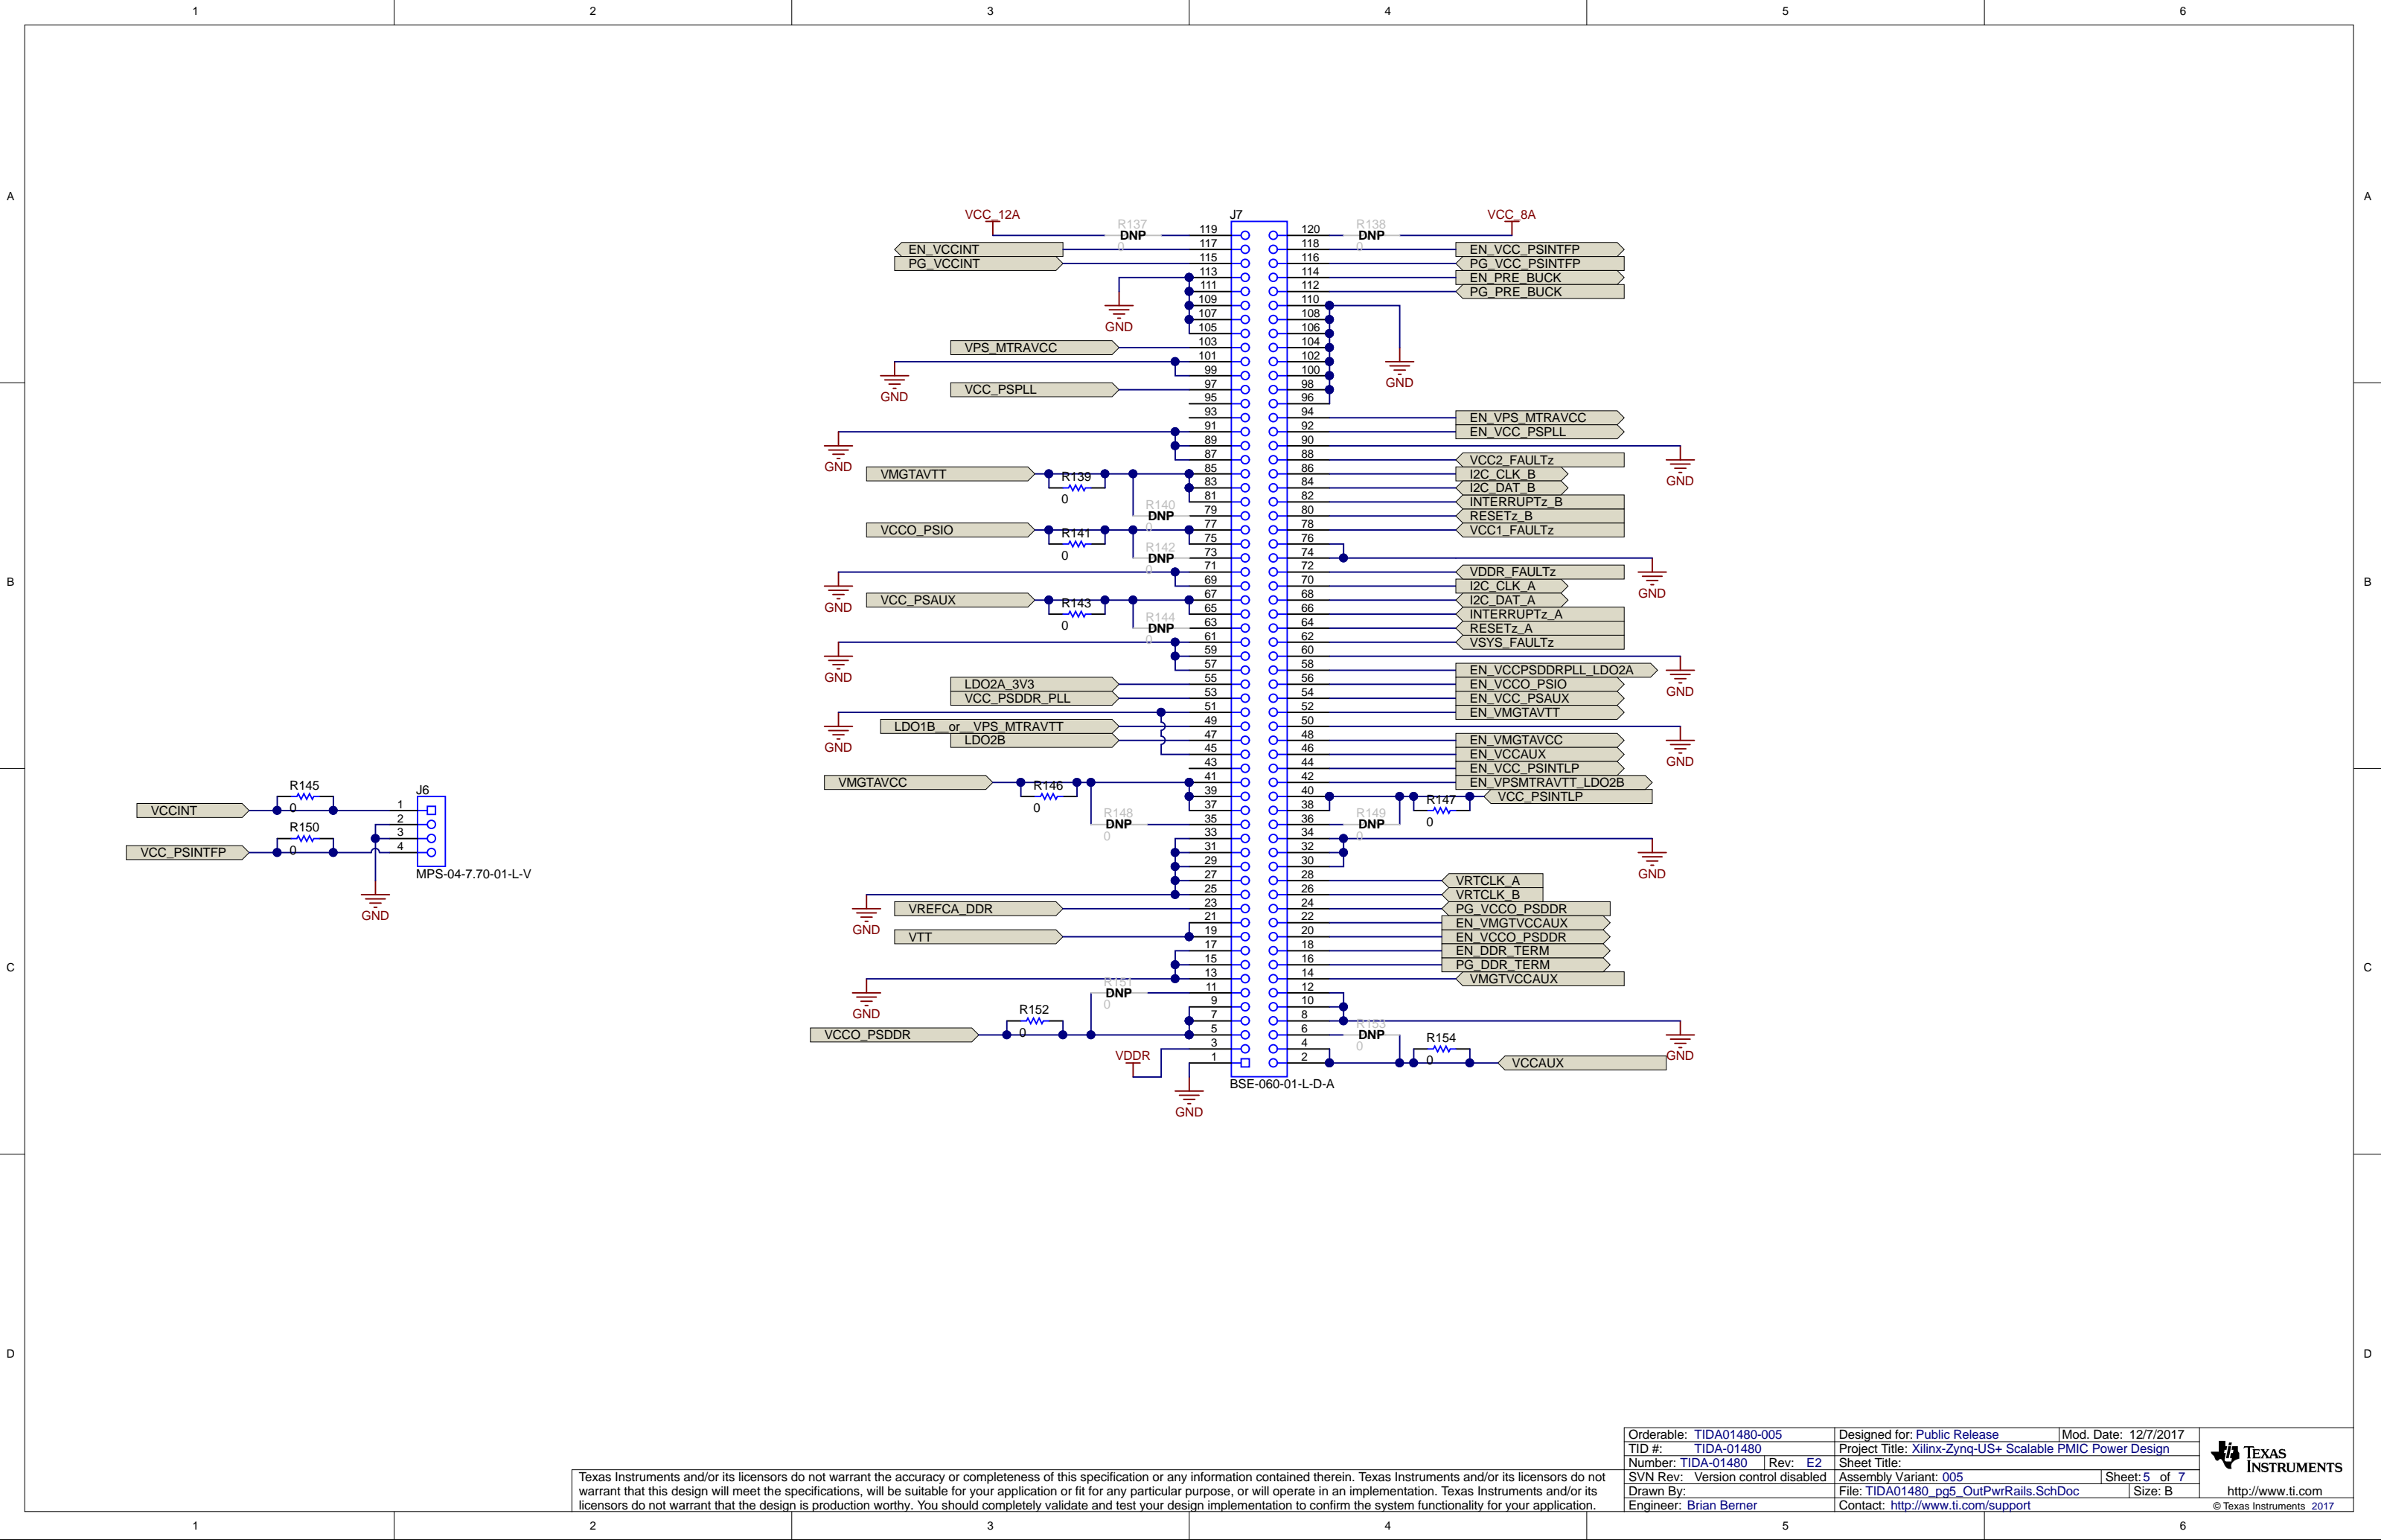 1 2 3 4 5 6
A A
VCC_12A J7 VCC_8A
R137 DNP 0 119 120 R138 DNP 0
EN_VCCINT 117 118 EN_VCC_PSINTFP
PG_VCCINT 115 116 PG_VCC_PSINTFP
113 114 EN_PRE_BUCK
111 112 PG_PRE_BUCK
109 110
GND 107 108
105 106
VPS_MTRAVCC 103 104
101 102
99 100 GND
GND VCC_PSPLL 97 98
95 96
93 94 EN_VPS_MTRAVCC
91 92 EN_VCC_PSPLL
89 90
GND 87 88 VCC2_FAULTz
VMGTAVTT R139 0 85 86 I2C_CLK_B
83 84 I2C_DAT_B GND
81 82 INTERRUPTz_B
R140 DNP 0 79 80 RESETz_B
VCCO_PSIO R141 0 77 78 VCC1_FAULTz
75 76
R142 DNP 0 73 74
B 71 72 VDDR_FAULTz B
69 70 I2C_CLK_A
GND VCC_PSAUX R143 0 67 68 I2C_DAT_A GND
65 66 INTERRUPTz_A
R144 DNP 0 63 64 RESETz_A
61 62 VSYS_FAULTz
59 60
GND 57 58 EN_VCCPSDDRPLL_LDO2A
LDO2A_3V3 55 56 EN_VCCO_PSIO
VCC_PSDDR_PLL 53 54 EN_VCC_PSAUX GND
51 52 EN_VMGTAVTT
LDO1B__or__VPS_MTRAVTT 49 50
GND LDO2B 47 48 EN_VMGTAVCC
45 46 EN_VCCAUX GND
43 44 EN_VCC_PSINTLP
VMGTAVCC R146 0 41 42 EN_VPSMTRAVTT_LDO2B
39 40 R147 0 VCC_PSINTLP
37 38
R148 DNP 0 35 36 R149 DNP 0
33 34
31 32
29 30 GND
27 28 VRTCLK_A
25 26 VRTCLK_B
VREFCA_DDR 23 24 PG_VCCO_PSDDR
GND 21 22 EN_VMGTVCCAUX
VTT 19 20 EN_VCCO_PSDDR
17 18 EN_DDR_TERM
15 16 PG_DDR_TERM
13 14 VMGTVCCAUX
R151 DNP 0 11 12
GND 9 10
R152 0 7 8
VCCO_PSDDR 5 6 R153 DNP 0
VDDR 3 4 R154 0 GND
1 2 VCCAUX
BSE-060-01-L-D-A
GND
R145 0 J6
VCCINT 1
R150 0 2
3
VCC_PSINTFP 4
MPS-04-7.70-01-L-V
GND
C C
D D
Texas Instruments and/or its licensors do not warrant the accuracy or completeness of this specification or any information contained therein. Texas Instruments and/or its licensors do not
warrant that this design will meet the specifications, will be suitable for your application or fit for any particular purpose, or will operate in an implementation. Texas Instruments and/or its
licensors do not warrant that the design is production worthy. You should completely validate and test your design implementation to confirm the system functionality for your application.
Orderable: TIDA01480-005 Designed for: Public Release Mod. Date: 12/7/2017
TID #: TIDA-01480 Project Title: Xilinx-Zynq-US+ Scalable PMIC Power Design
Number: TIDA-01480 Rev: E2 Sheet Title:
SVN Rev: Version control disabled Assembly Variant: 005 Sheet: 5 of 7
Drawn By: File: TIDA01480_pg5_OutPwrRails.SchDoc Size: B
Engineer: Brian Berner Contact: http://www.ti.com/support
TEXAS
INSTRUMENTS
http://www.ti.com
© Texas Instruments 2017
1 2 3 4 5 6